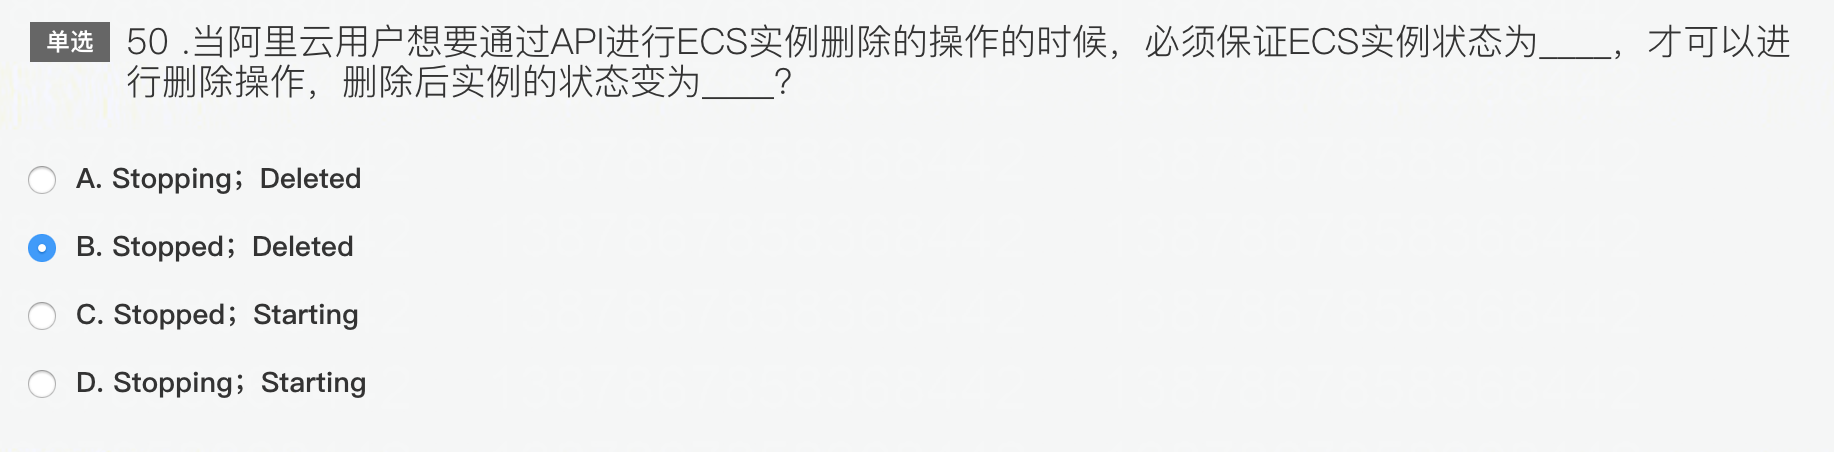 单选 50 .当阿里云用户想要通过API进行ECS实例删除的操作的时候，必须保证ECS实例状态为____，才可以进
行删除操作，删除后实例的状态变为____？
A. Stopping；Deleted
B. Stopped；Deleted
C. Stopped；Starting
D. Stopping；Starting